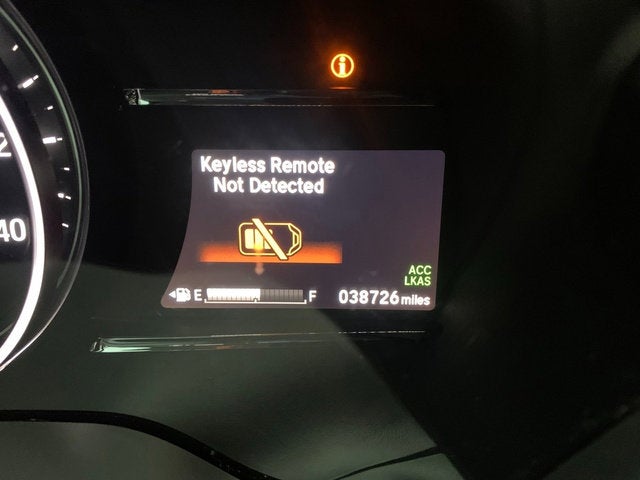 Keyless Remote
Not Detected
ACC
LKAS
E F 038726 miles
40